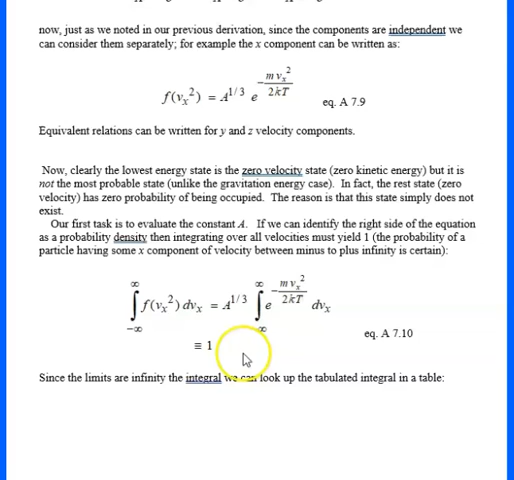 now, just as we noted in our previous derivation, since the components are independent we
can consider them separately; for example the x component can be written as:
f(vₓ²) = A^1/3 e^−(m vₓ²/2kT) eq. A 7.9
Equivalent relations can be written for y and z velocity components.
Now, clearly the lowest energy state is the zero velocity state (zero kinetic energy) but it is
not the most probable state (unlike the gravitation energy case). In fact, the rest state (zero
velocity) has zero probability of being occupied. The reason is that this state simply does not
exist.
Our first task is to evaluate the constant A. If we can identify the right side of the equation
as a probability density then integrating over all velocities must yield 1 (the probability of a
particle having some x component of velocity between minus to plus infinity is certain):
∫_−∞^∞ f(vₓ²) dvₓ = A^1/3 ∫_∞^∞ e^−(m vₓ²/2kT) dvₓ
≡ 1 eq. A 7.10
Since the limits are infinity the integral we can look up the tabulated integral in a table: